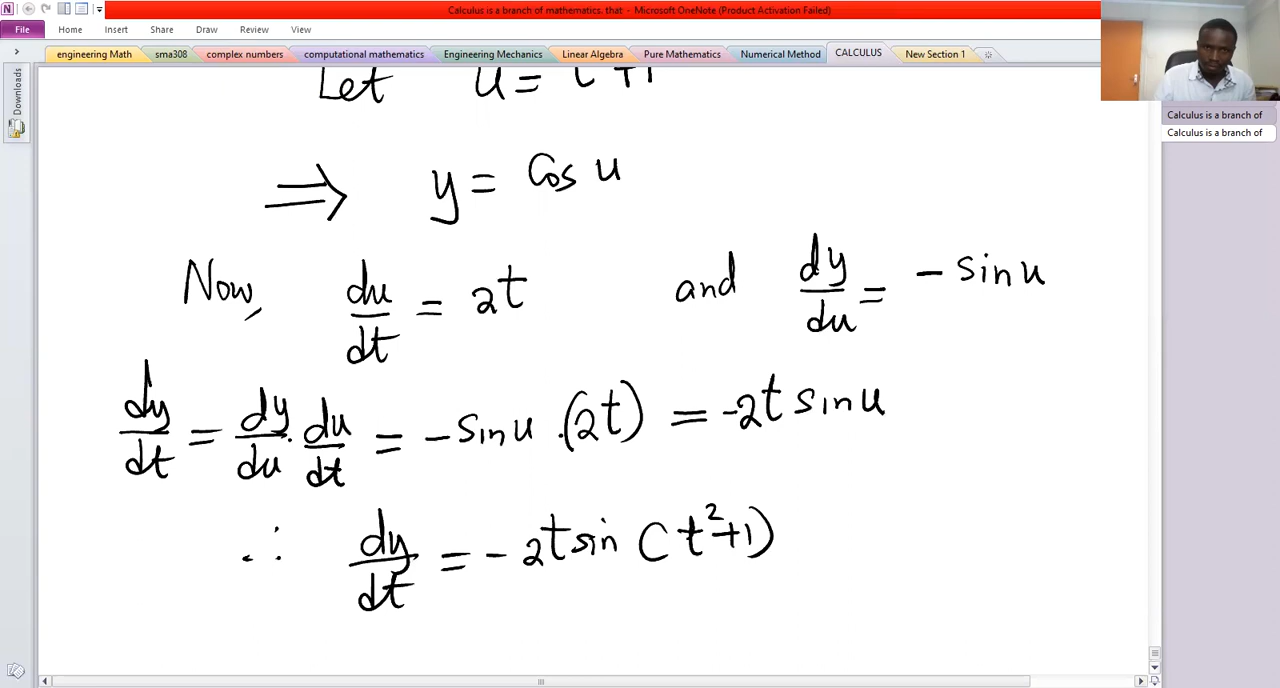 Calculus is a branch of mathematics. that - Microsoft OneNote (Product Activation Failed)
File Home Insert Share Draw Review View
engineering Math sma308 complex numbers computational mathematics Engineering Mechanics Linear Algebra Pure Mathematics Numerical Method CALCULUS New Section 1
Downloads
Calculus is a branch of
Calculus is a branch of
Let u = t +1
⟹ y = Cos u
Now, du/dt = 2t and dy/du = - sin u
dy/dt = dy/du . du/dt = - sin u .(2t) = -2t sin u
∴ dy/dt = - 2t sin (t²+1)